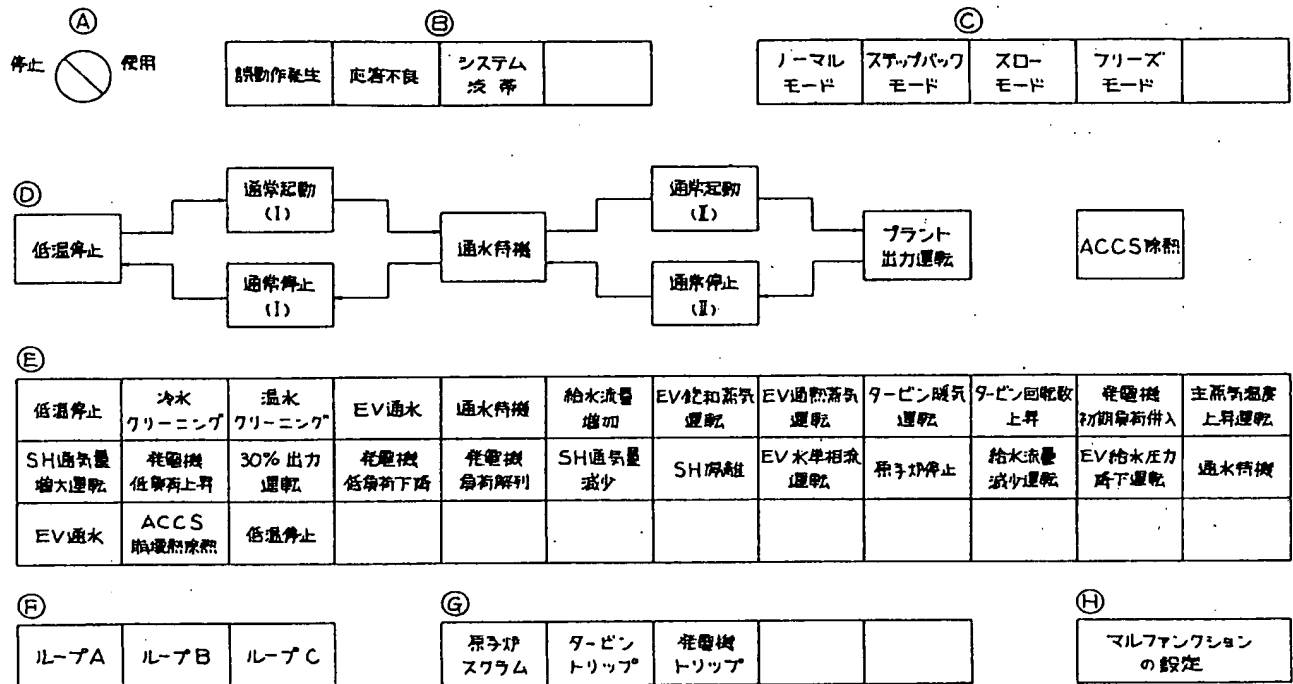 Ⓐ
停止
使用
Ⓑ
誤動作発生
応答不良
システム
渋帯
Ⓒ
ノーマル
モード
ステップバック
モード
スロー
モード
フリーズ
モード
Ⓓ
低温停止
通常起動
(Ⅰ)
通常停止
(Ⅰ)
通水待機
通常起動
(Ⅱ)
通常停止
(Ⅱ)
プラント
出力運転
ACCS除熱
Ⓔ
低温停止
冷水
クリーニング
温水
クリーニング
EV通水
通水待機
給水流量
増加
EV飽和蒸気
運転
EV過熱蒸気
運転
タービン暖気
運転
タービン回転数
上昇
発電機
初期負荷併入
主蒸気温度
上昇運転
SH通気量
増大運転
発電機
低負荷上昇
30%出力
運転
発電機
低負荷下降
発電機
負荷解列
SH通気量
減少
SH隔離
EV水単相流
運転
原子炉停止
給水流量
減少運転
EV給水圧力
降下運転
通水待機
EV通水
ACCS
崩壊熱除熱
低温停止
Ⓕ
ループA
ループB
ループC
Ⓖ
原子炉
スクラム
タービン
トリップ
発電機
トリップ
Ⓗ
マルファンクション
の設定